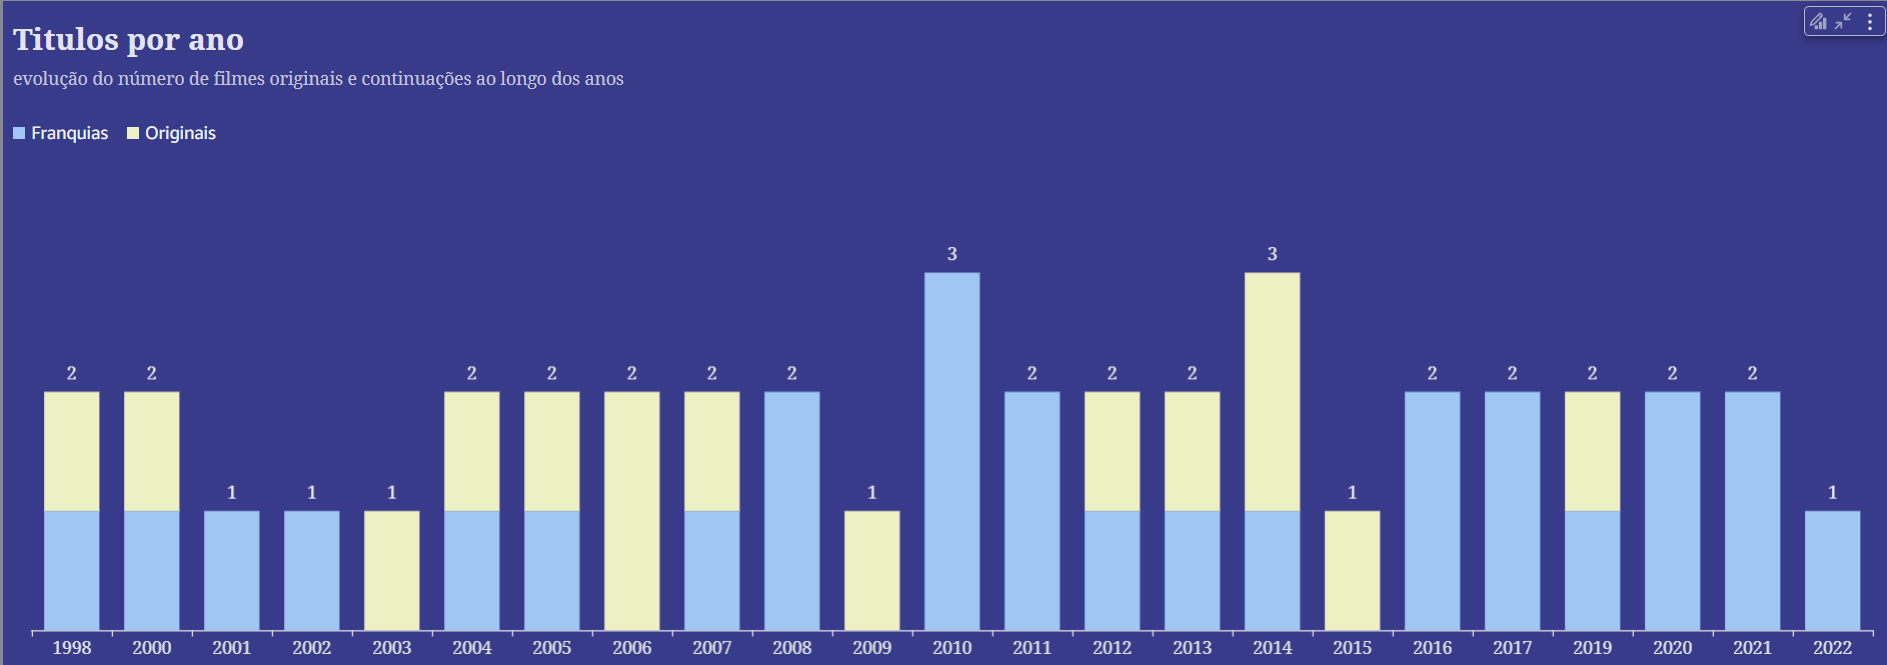 Titulos por ano
evolução do número de filmes originais e continuações ao longo dos anos
Franquias Originais
3 3
2 2 2 2 2 2 2 2 2 2 2 2 2 2 2
1 1 1 1 1 1
1998 2000 2001 2002 2003 2004 2005 2006 2007 2008 2009 2010 2011 2012 2013 2014 2015 2016 2017 2019 2020 2021 2022